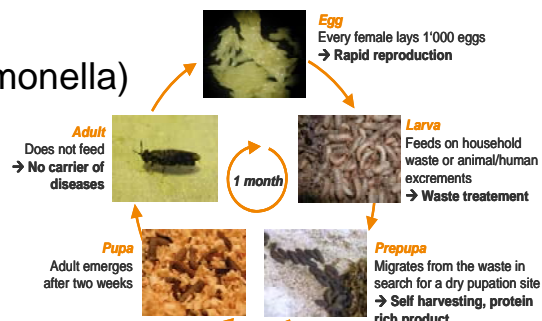 Egg
Every female lays 1'000 eggs
→ Rapid reproduction
monella)
Adult
Does not feed
→ No carrier of
diseases
1 month
Larva
Feeds on household
waste or animal/human
excrements
→ Waste treatement
Pupa
Adult emerges
after two weeks
Prepupa
Migrates from the waste in
search for a dry pupation site
→ Self harvesting, protein
rich product